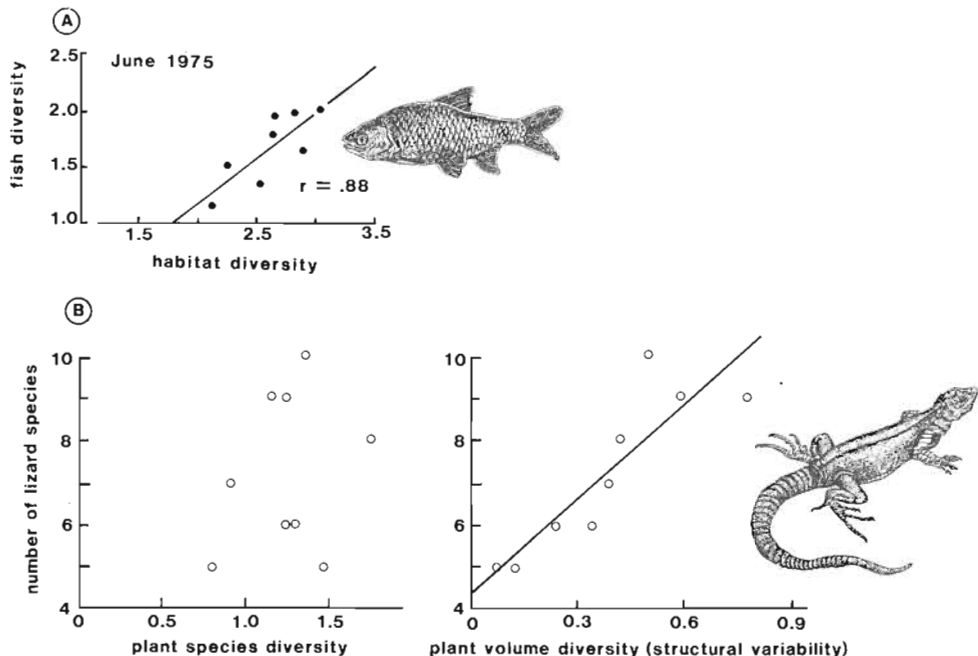 A
June 1975
fish diversity
2.5
2.0
1.5
1.0
r = .88
1.5 2.5 3.5
habitat diversity
B
number of lizard species
10
8
6
4
0 0.5 1.0 1.5
plant species diversity
10
8
6
4
0 0.3 0.6 0.9
plant volume diversity (structural variability)